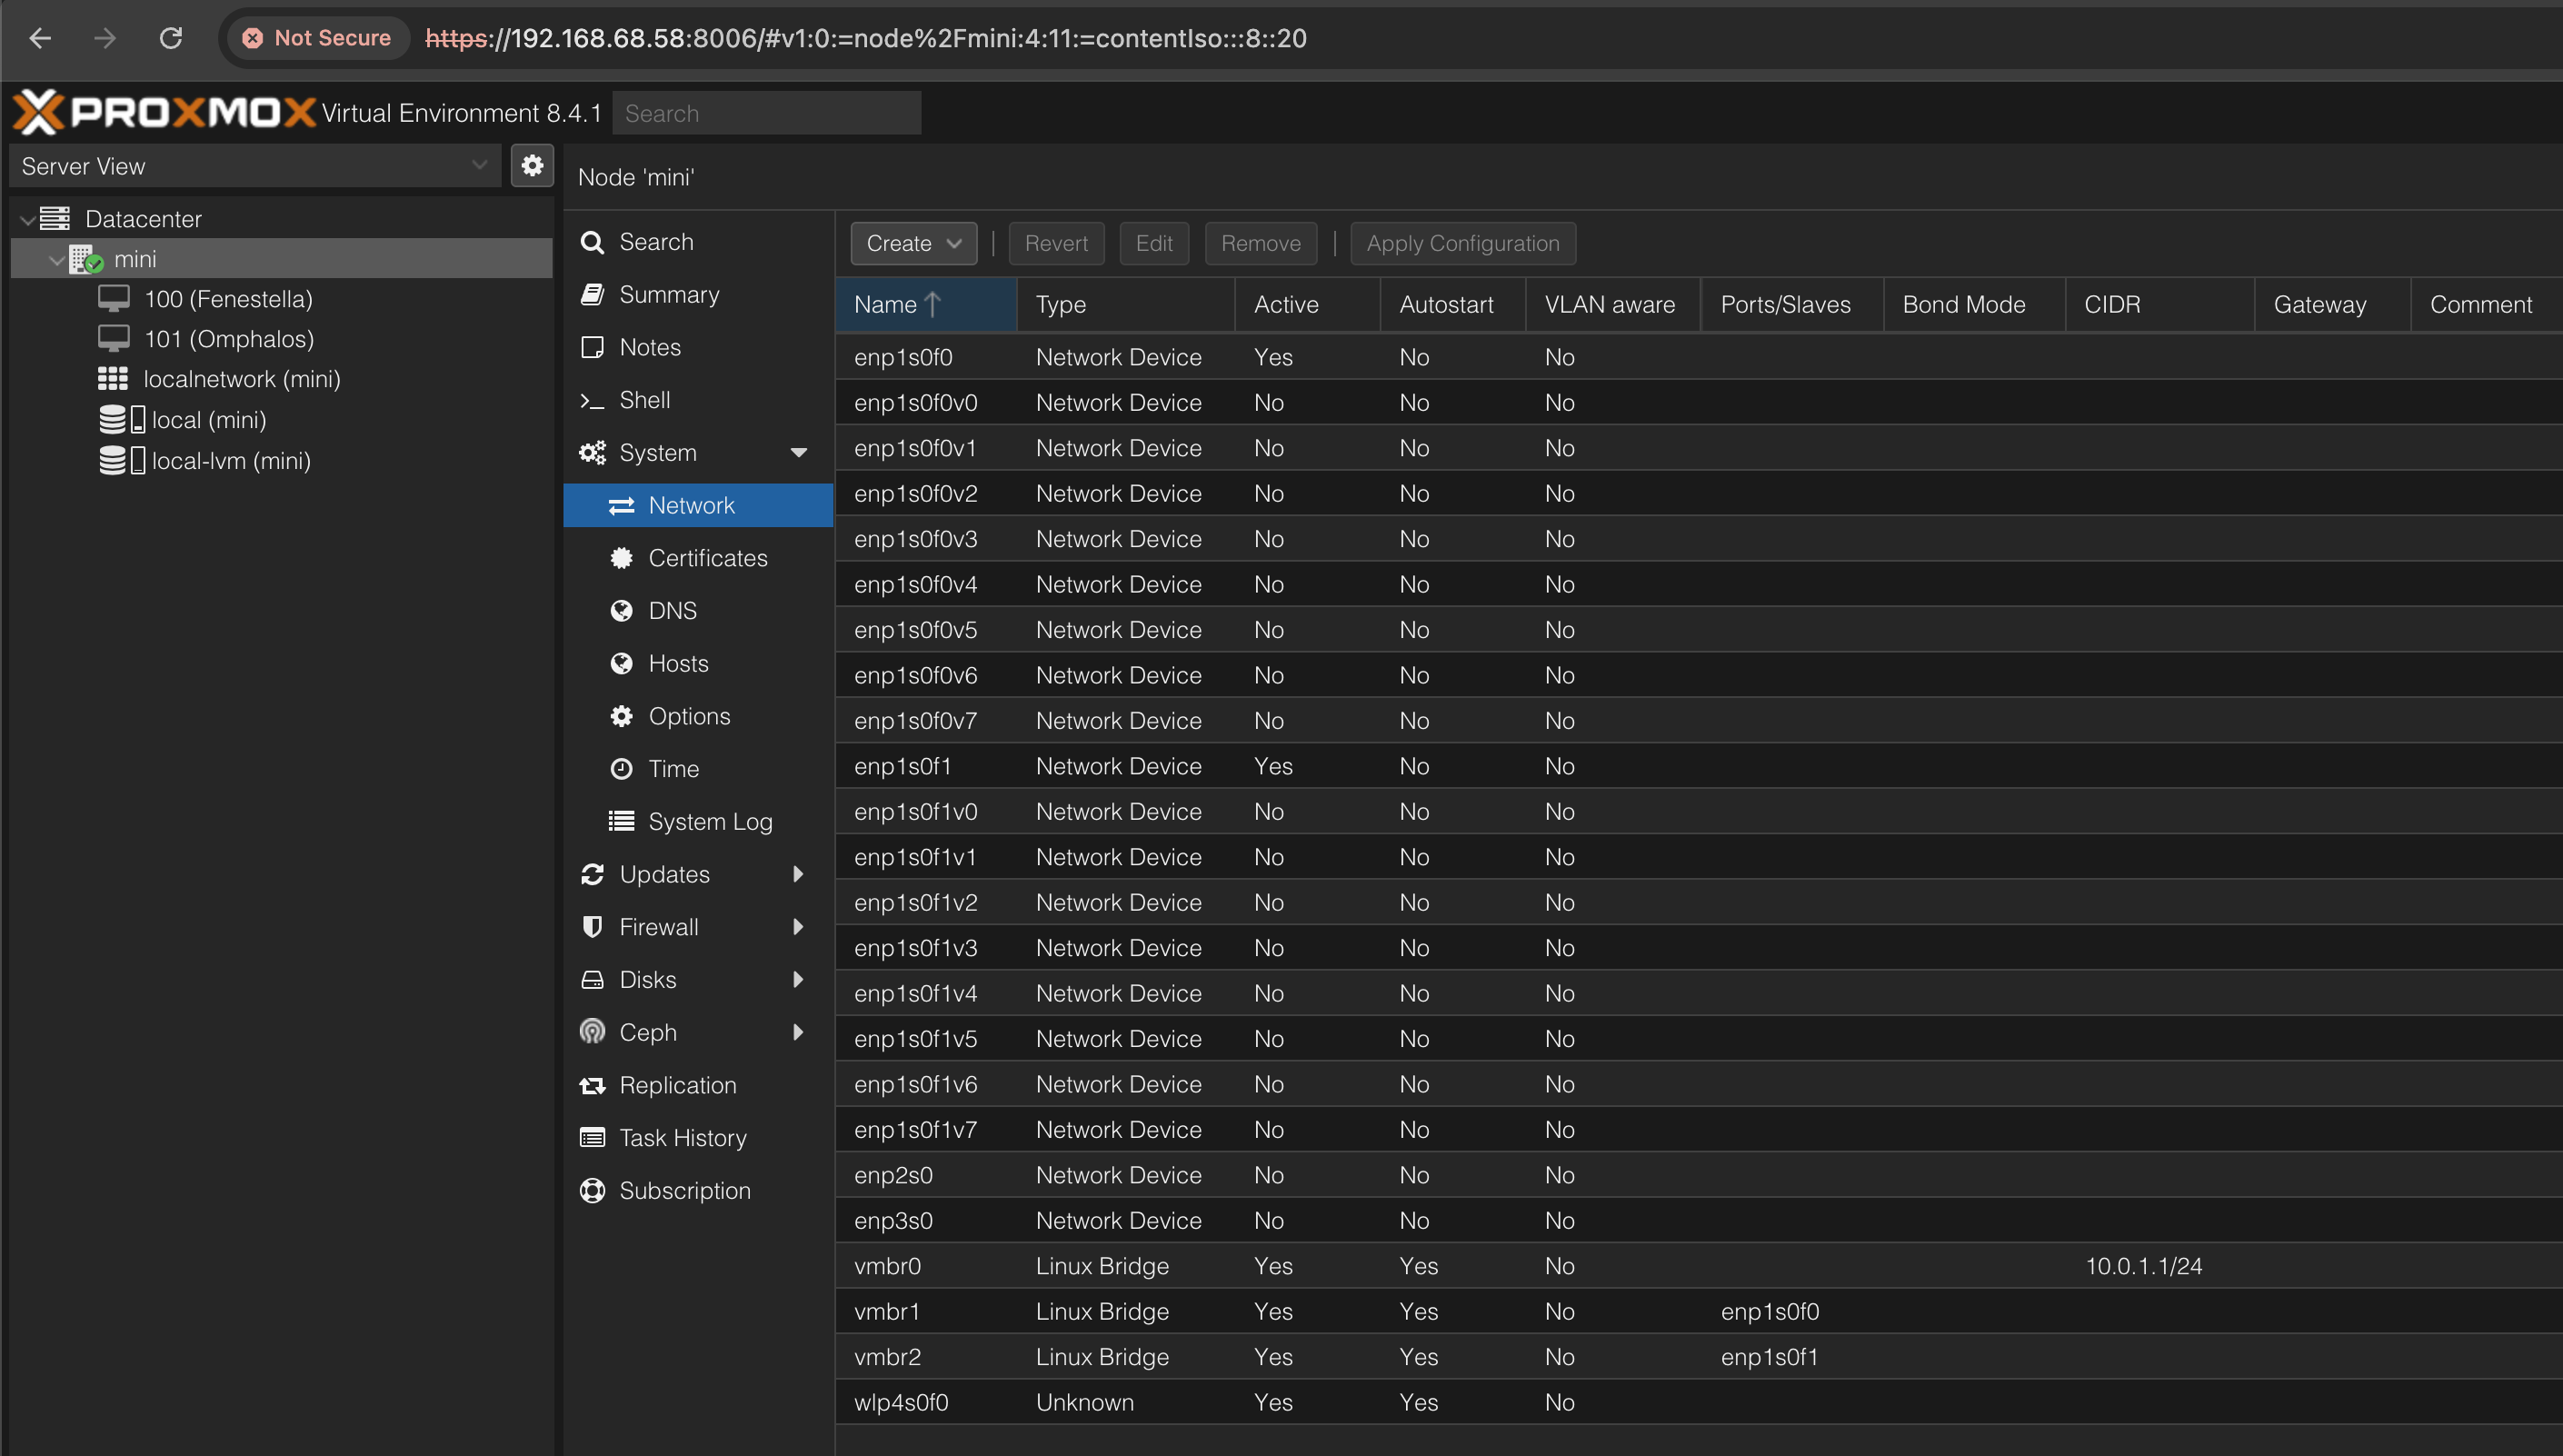 Not Secure https://192.168.68.58:8006/#v1:0:=node%2Fmini:4:11:=contentIso:::8::20
PROXMOX Virtual Environment 8.4.1 Search
Server View
Datacenter
mini
100 (Fenestella)
101 (Omphalos)
localnetwork (mini)
local (mini)
local-lvm (mini)
Node 'mini'
Search
Summary
Notes
Shell
System
Network
Certificates
DNS
Hosts
Options
Time
System Log
Updates
Firewall
Disks
Ceph
Replication
Task History
Subscription
Create Revert Edit Remove Apply Configuration
Name Type Active Autostart VLAN aware Ports/Slaves Bond Mode CIDR Gateway Comment
enp1s0f0 Network Device Yes No No
enp1s0f0v0 Network Device No No No
enp1s0f0v1 Network Device No No No
enp1s0f0v2 Network Device No No No
enp1s0f0v3 Network Device No No No
enp1s0f0v4 Network Device No No No
enp1s0f0v5 Network Device No No No
enp1s0f0v6 Network Device No No No
enp1s0f0v7 Network Device No No No
enp1s0f1 Network Device Yes No No
enp1s0f1v0 Network Device No No No
enp1s0f1v1 Network Device No No No
enp1s0f1v2 Network Device No No No
enp1s0f1v3 Network Device No No No
enp1s0f1v4 Network Device No No No
enp1s0f1v5 Network Device No No No
enp1s0f1v6 Network Device No No No
enp1s0f1v7 Network Device No No No
enp2s0 Network Device No No No
enp3s0 Network Device No No No
vmbr0 Linux Bridge Yes Yes No 10.0.1.1/24
vmbr1 Linux Bridge Yes Yes No enp1s0f0
vmbr2 Linux Bridge Yes Yes No enp1s0f1
wlp4s0f0 Unknown Yes Yes No